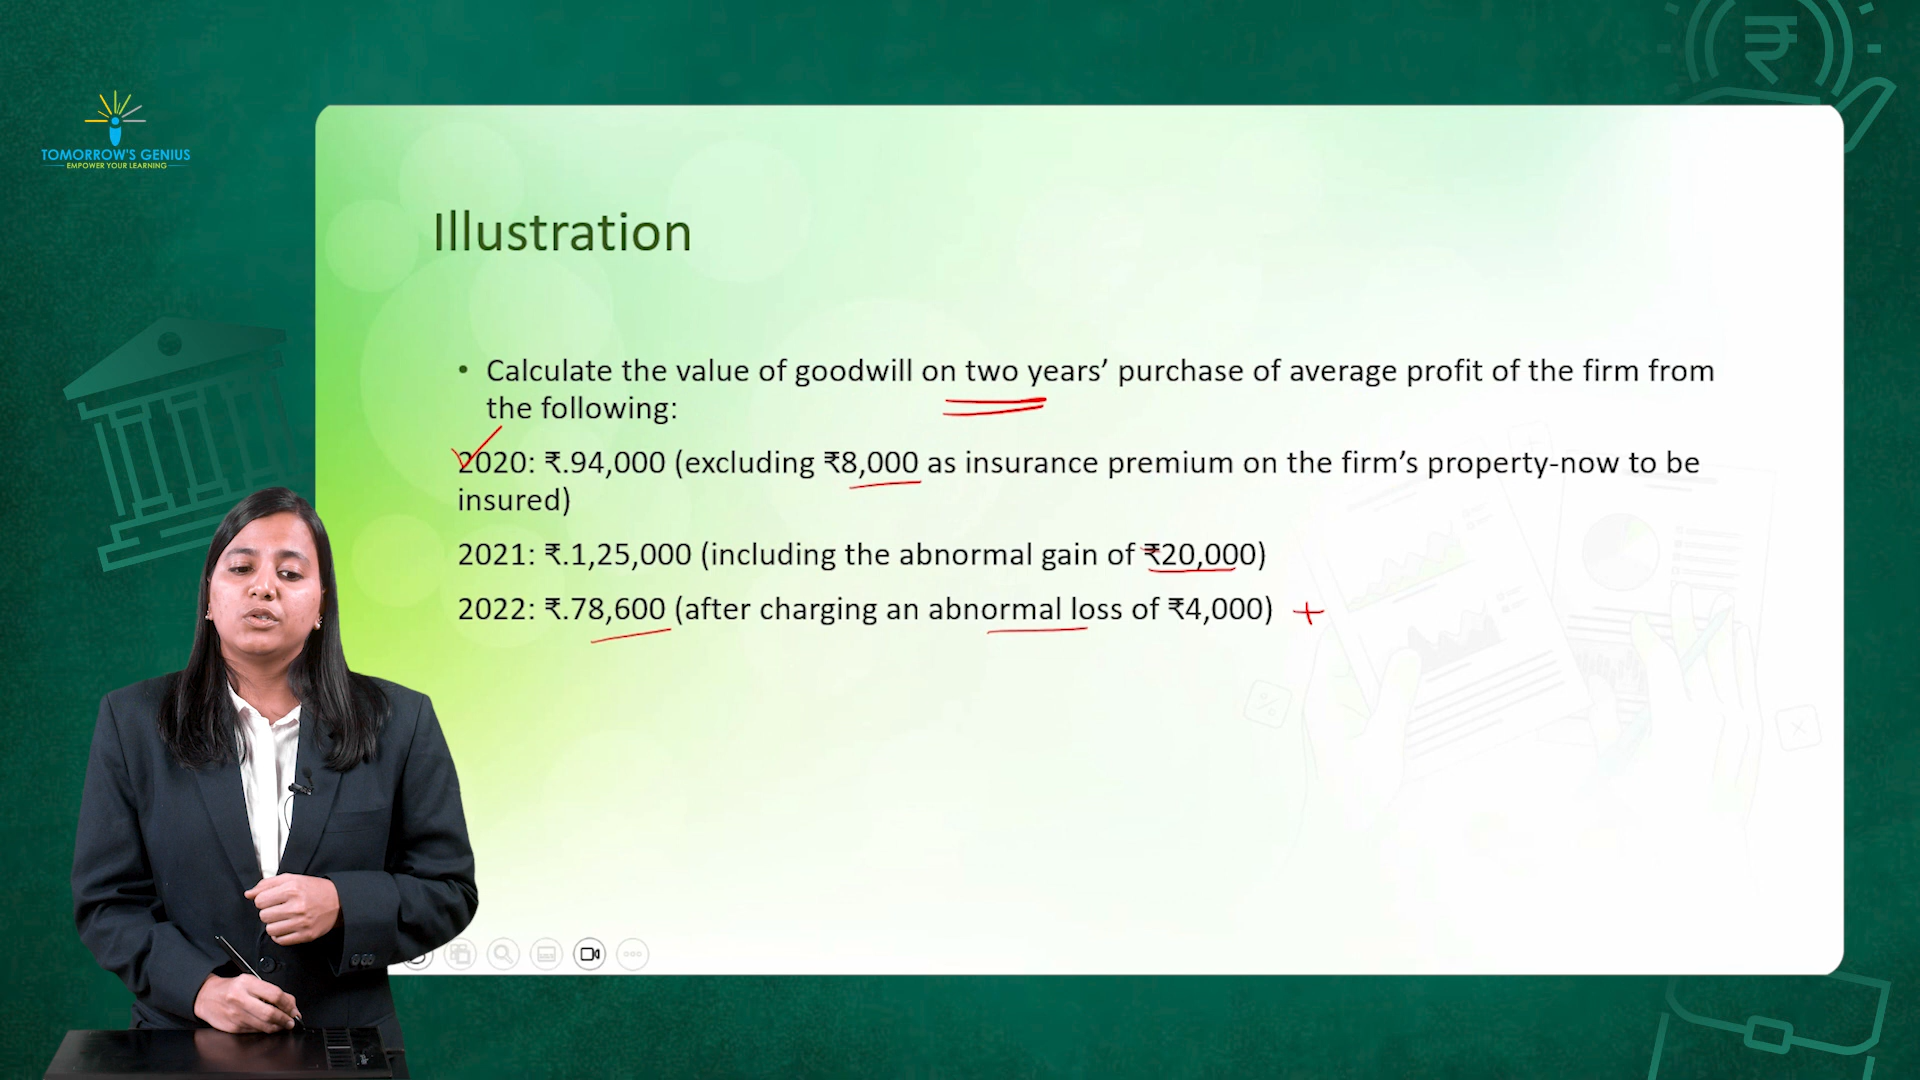 TOMORROW'S GENIUS
EMPOWER YOUR LEARNING
Illustration
• Calculate the value of goodwill on two years’ purchase of average profit of the firm from
the following:
2020: ₹.94,000 (excluding ₹8,000 as insurance premium on the firm’s property-now to be
insured)
2021: ₹.1,25,000 (including the abnormal gain of ₹20,000)
2022: ₹.78,600 (after charging an abnormal loss of ₹4,000) +